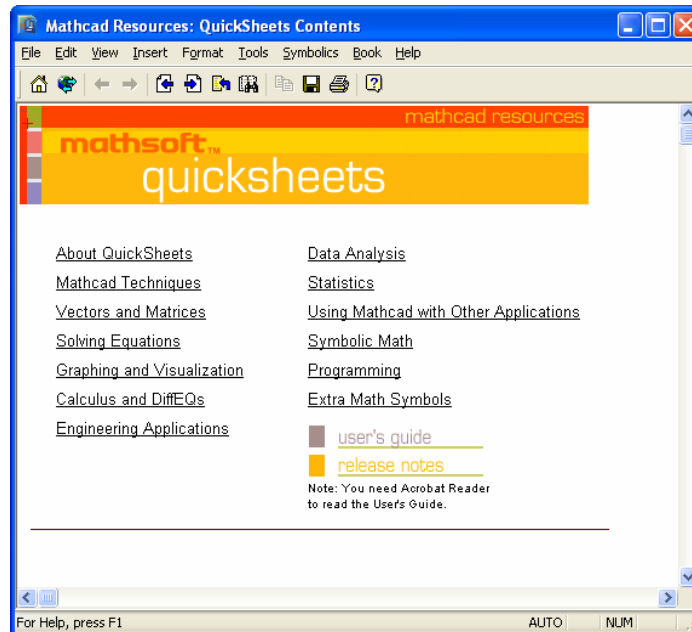 Mathcad Resources: QuickSheets Contents
File Edit View Insert Format Tools Symbolics Book Help
mathcad resources
mathsoft™
quicksheets
About QuickSheets
Mathcad Techniques
Vectors and Matrices
Solving Equations
Graphing and Visualization
Calculus and DiffEQs
Engineering Applications
Data Analysis
Statistics
Using Mathcad with Other Applications
Symbolic Math
Programming
Extra Math Symbols
user's guide
release notes
Note: You need Acrobat Reader
to read the User's Guide.
For Help, press F1 AUTO NUM